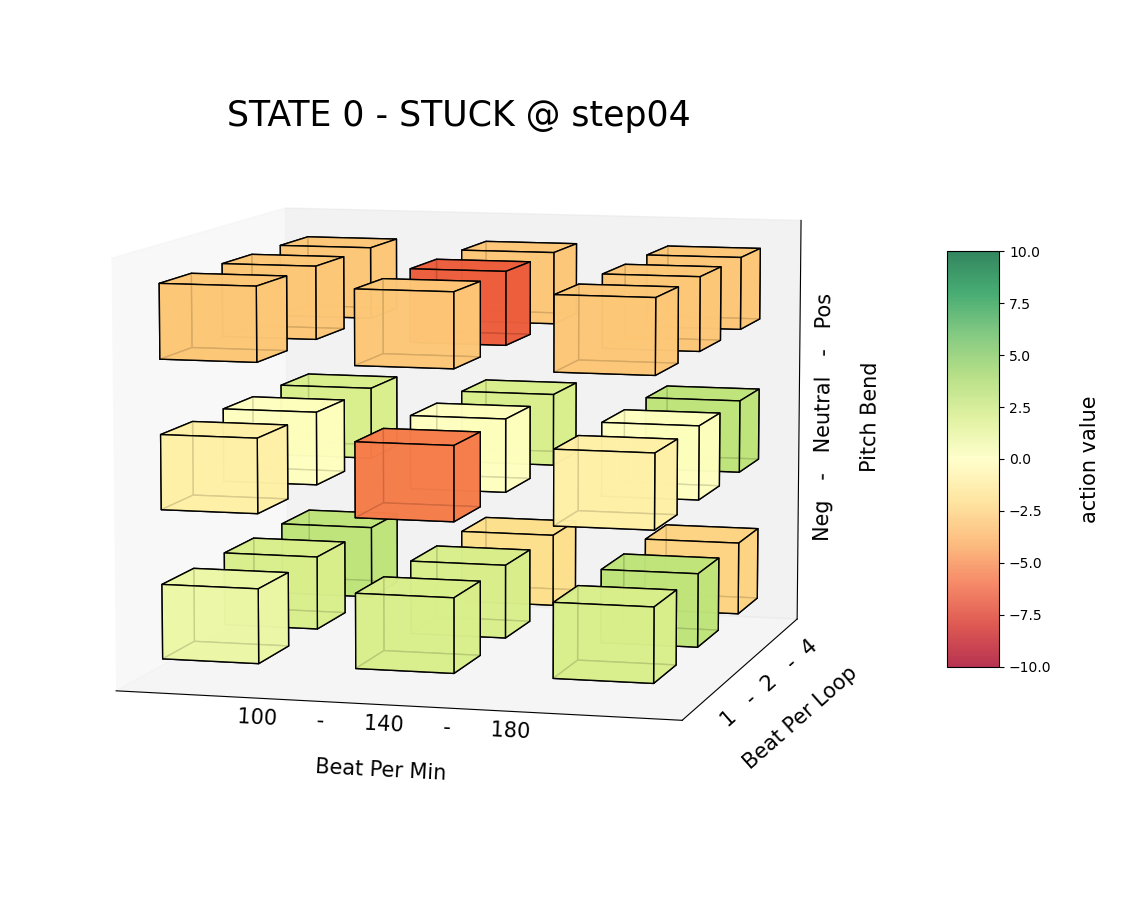 STATE 0 - STUCK @ step04
Neg - Neutral - Pos
Pitch Bend
1 - 2 - 4
Beat Per Loop
100 - 140 - 180
Beat Per Min
10.0
7.5
5.0
2.5
0.0
−2.5
−5.0
−7.5
−10.0
action value